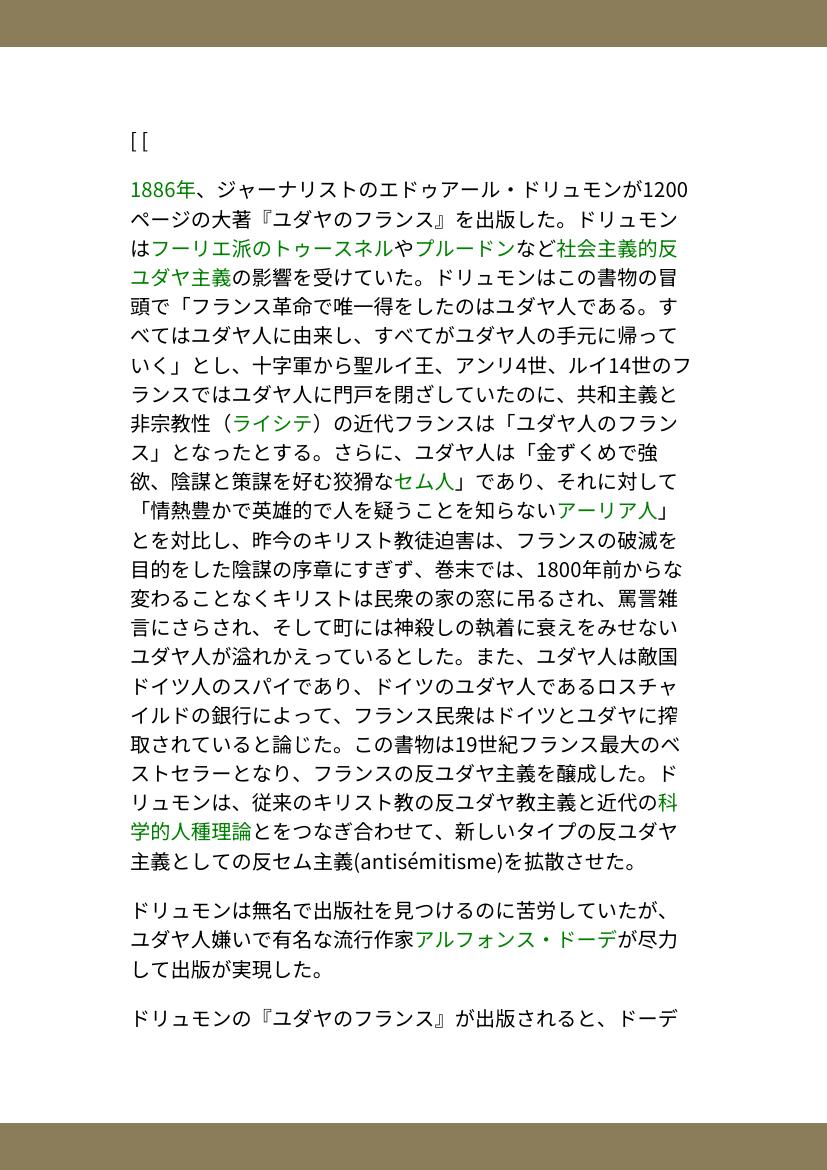 [ [
1886年、ジャーナリストのエドゥアール・ドリュモンが1200
ページの大著『ユダヤのフランス』を出版した。ドリュモン
はフーリエ派のトゥースネルやプルードンなど社会主義的反
ユダヤ主義の影響を受けていた。ドリュモンはこの書物の冒
頭で「フランス革命で唯一得をしたのはユダヤ人である。す
べてはユダヤ人に由来し、すべてがユダヤ人の手元に帰って
いく」とし、十字軍から聖ルイ王、アンリ4世、ルイ14世のフ
ランスではユダヤ人に門戸を閉ざしていたのに、共和主義と
非宗教性（ライシテ）の近代フランスは「ユダヤ人のフラン
ス」となったとする。さらに、ユダヤ人は「金ずくめで強
欲、陰謀と策謀を好む狡猾なセム人」であり、それに対して
「情熱豊かで英雄的で人を疑うことを知らないアーリア人」
とを対比し、昨今のキリスト教徒迫害は、フランスの破滅を
目的をした陰謀の序章にすぎず、巻末では、1800年前からな
変わることなくキリストは民衆の家の窓に吊るされ、罵詈雑
言にさらされ、そして町には神殺しの執着に衰えをみせない
ユダヤ人が溢れかえっているとした。また、ユダヤ人は敵国
ドイツ人のスパイであり、ドイツのユダヤ人であるロスチャ
イルドの銀行によって、フランス民衆はドイツとユダヤに搾
取されていると論じた。この書物は19世紀フランス最大のベ
ストセラーとなり、フランスの反ユダヤ主義を醸成した。ド
リュモンは、従来のキリスト教の反ユダヤ教主義と近代の科
学的人種理論とをつなぎ合わせて、新しいタイプの反ユダヤ
主義としての反セム主義(antisémitisme)を拡散させた。
ドリュモンは無名で出版社を見つけるのに苦労していたが、
ユダヤ人嫌いで有名な流行作家アルフォンス・ドーデが尽力
して出版が実現した。
ドリュモンの『ユダヤのフランス』が出版されると、ドーデ